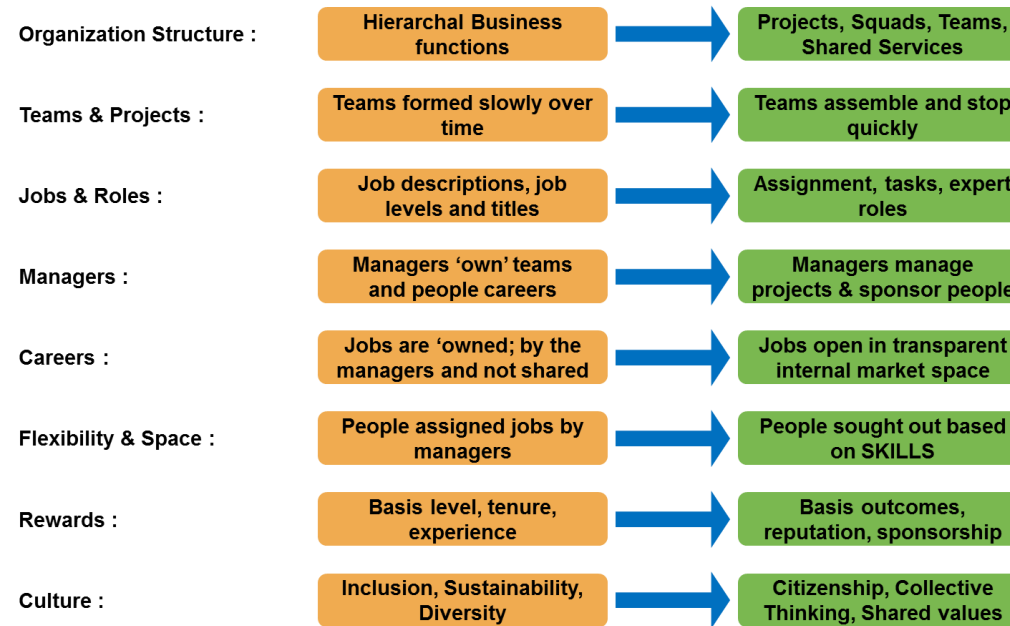 Organization Structure :
Hierarchal Business
functions
Projects, Squads, Teams,
Shared Services
Teams & Projects :
Teams formed slowly over
time
Teams assemble and stop
quickly
Jobs & Roles :
Job descriptions, job
levels and titles
Assignment, tasks, expert
roles
Managers :
Managers ‘own’ teams
and people careers
Managers manage
projects & sponsor people
Careers :
Jobs are ‘owned; by the
managers and not shared
Jobs open in transparent
internal market space
Flexibility & Space :
People assigned jobs by
managers
People sought out based
on SKILLS
Rewards :
Basis level, tenure,
experience
Basis outcomes,
reputation, sponsorship
Culture :
Inclusion, Sustainability,
Diversity
Citizenship, Collective
Thinking, Shared values